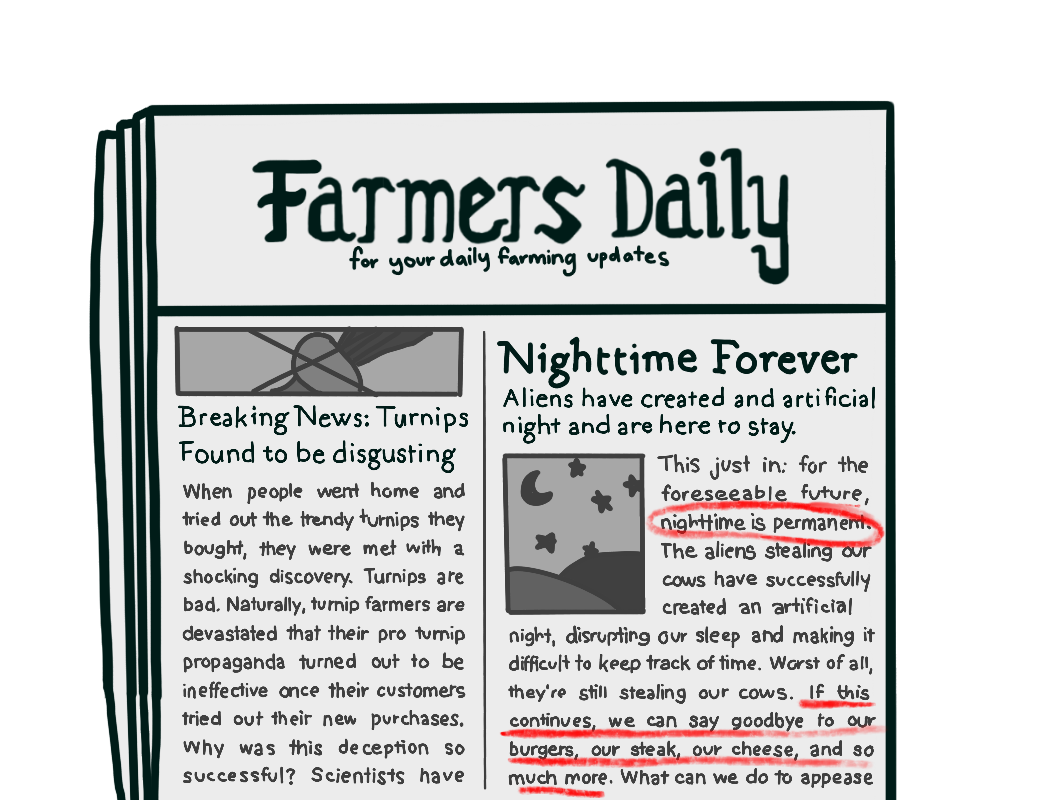 Farmers Daily
for your daily farming updates
Breaking News: Turnips
Found to be disgusting
When people went home and
tried out the trendy turnips they
bought, they were met with a
shocking discovery. Turnips are
bad. Naturally, turnip farmers are
devastated that their pro turnip
propaganda turned out to be
ineffective once their customers
tried out their new purchases.
Why was this deception so
successful? Scientists have
Nighttime Forever
Aliens have created and artificial
night and are here to stay.
This just in: for the
foreseeable future,
nighttime is permanent.
The aliens stealing our
cows have successfully
created an artificial
night, disrupting our sleep and making it
difficult to keep track of time. Worst of all,
they're still stealing our cows. If this
continues, we can say goodbye to our
burgers, our steak, our cheese, and so
much more. What can we do to appease